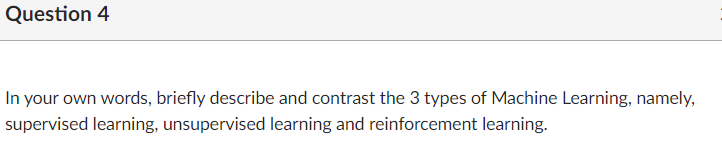 Question 4
In your own words, briefly describe and contrast the 3 types of Machine Learning, namely,
supervised learning, unsupervised learning and reinforcement learning.